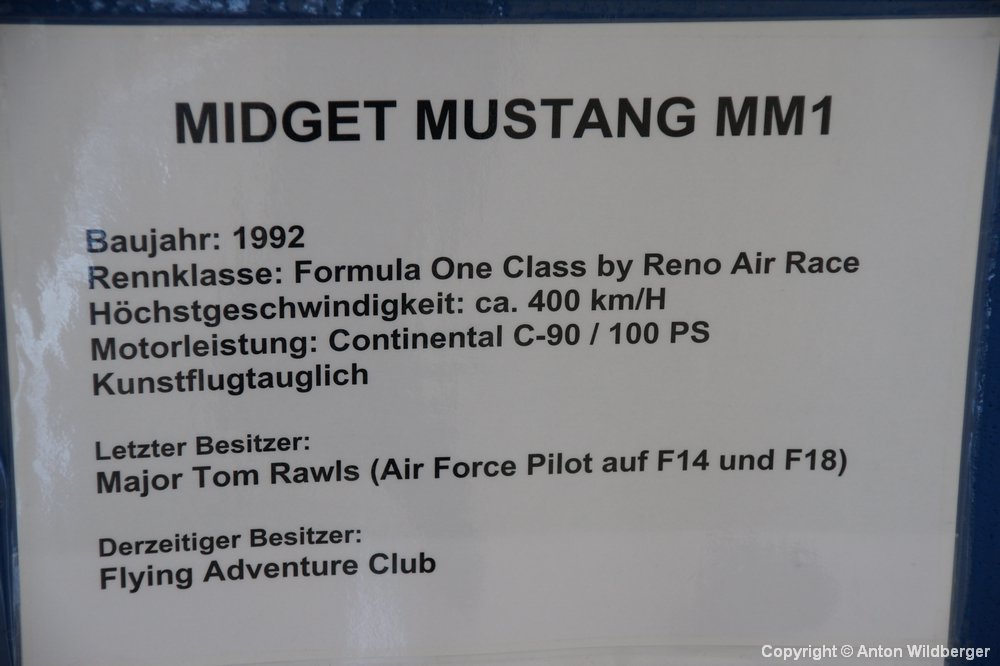 MIDGET MUSTANG MM1
Baujahr: 1992
Rennklasse: Formula One Class by Reno Air Race
Höchstgeschwindigkeit: ca. 400 km/H
Motorleistung: Continental C-90 / 100 PS
Kunstflugtauglich
Letzter Besitzer:
Major Tom Rawls (Air Force Pilot auf F14 und F18)
Derzeitiger Besitzer:
Flying Adventure Club
Copyright © Anton Wildberger